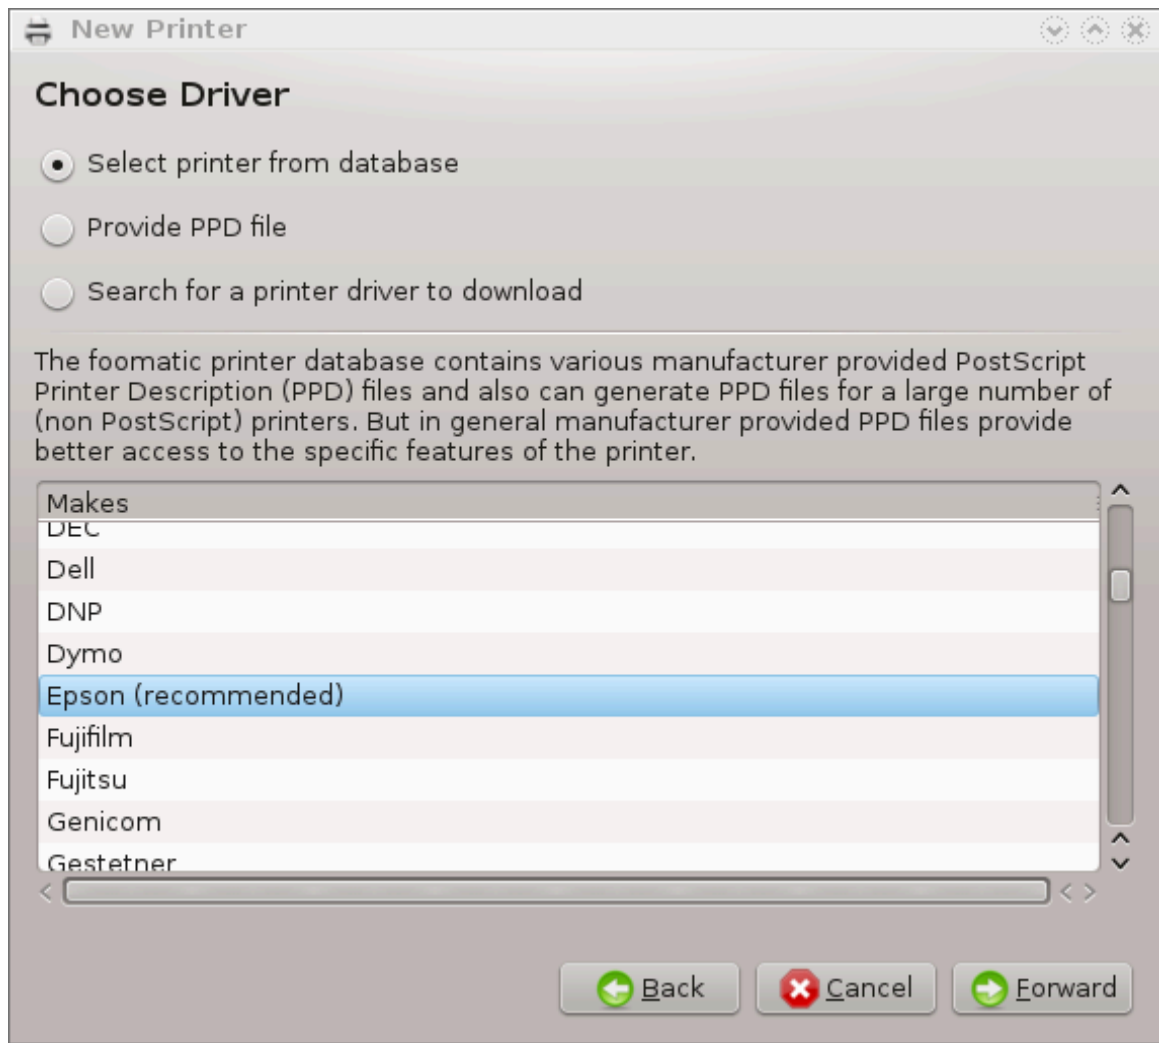 New Printer
Choose Driver
Select printer from database
Provide PPD file
Search for a printer driver to download
The foomatic printer database contains various manufacturer provided PostScript
Printer Description (PPD) files and also can generate PPD files for a large number of
(non PostScript) printers. But in general manufacturer provided PPD files provide
better access to the specific features of the printer.
Makes
DEC
Dell
DNP
Dymo
Epson (recommended)
Fujifilm
Fujitsu
Genicom
Gestetner
Back Cancel Forward